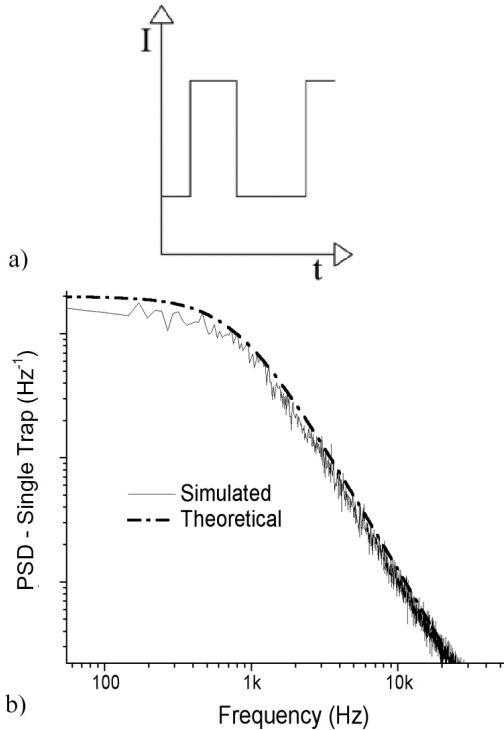 I
t
a)
PSD - Single Trap (Hz⁻¹)
Simulated
Theoretical
100 1k 10k
b)
Frequency (Hz)